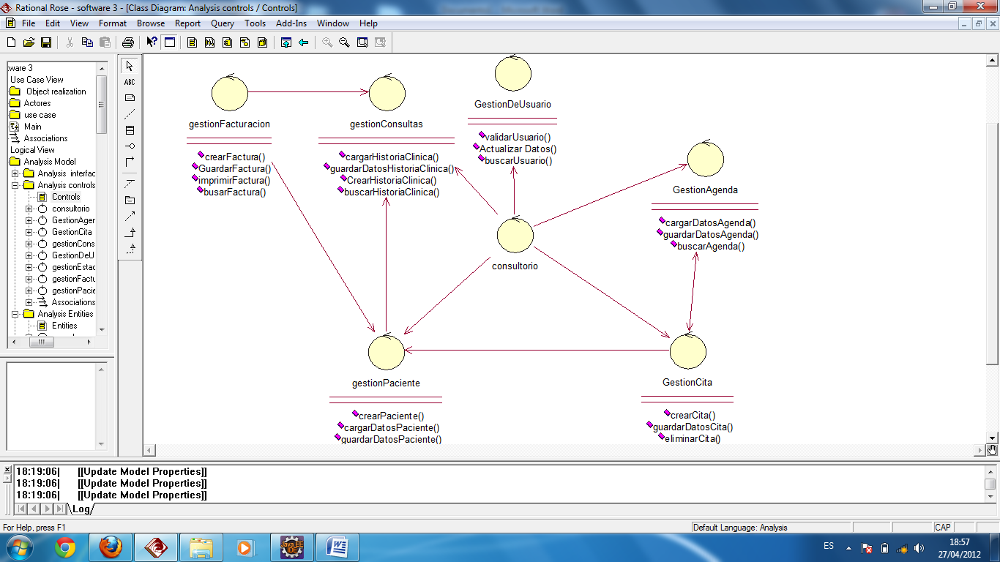 Rational Rose - software 3 - [Class Diagram: Analysis controls / Controls]
File Edit View Format Browse Report Query Tools Add-Ins Window Help
ware 3
Use Case View
Object realization
Actores
use case
Main
Associations
Logical View
Analysis Model
Analysis interfac
Analysis controls
Controls
consultorio
GestionAgen
GestionCita
gestionCons
GestionDeU
gestionEstad
gestionFactu
gestionPacie
Associations
Analysis Entities
Entities
ABC
gestionFacturacion
crearFactura()
GuardarFactura()
imprimirFactura()
busarFactura()
gestionConsultas
cargarHistoriaClinica()
guardarDatosHistoriaClinica()
CrearHistoriaClinica()
buscarHistoriaClinica()
GestionDeUsuario
validarUsuario()
Actualizar Datos()
buscarUsuario()
GestionAgenda
cargarDatosAgenda()
guardarDatosAgenda()
buscarAgenda()
consultorio
gestionPaciente
crearPaciente()
cargarDatosPaciente()
guardarDatosPaciente()
GestionCita
crearCita()
guardarDatosCita()
eliminarCita()
18:19:06| [[Update Model Properties]]
18:19:06| [[Update Model Properties]]
18:19:06| [[Update Model Properties]]
Log
For Help, press F1
Default Language: Analysis
CAP
Java EE
IDE
ES
18:57
27/04/2012